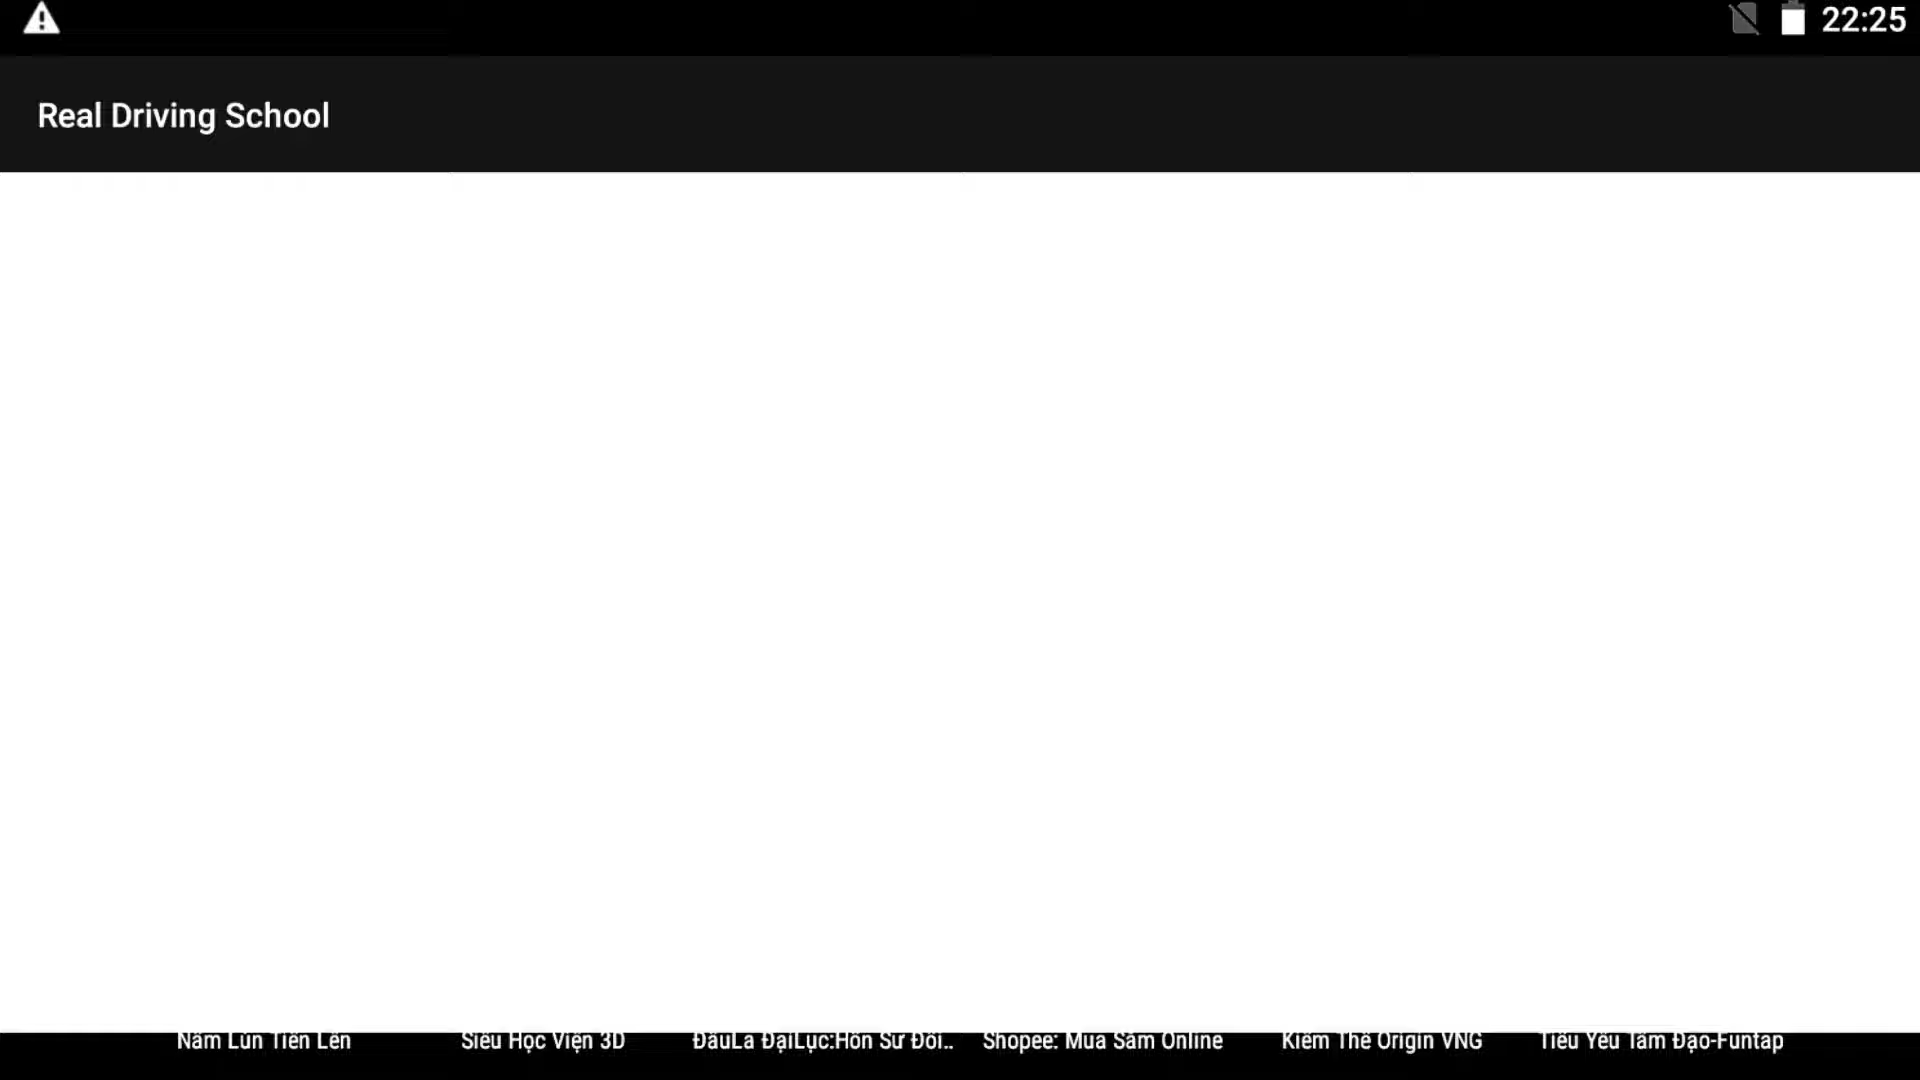 22:25
Real Driving School
Nấm Lùn Tiến Lên
Siêu Học Viện 3D
ĐấuLa ĐạiLục:Hồn Sư Đối..
Shopee: Mua Sắm Online
Kiếm Thế Origin VNG
Tiểu Yêu Tầm Đạo-Funtap